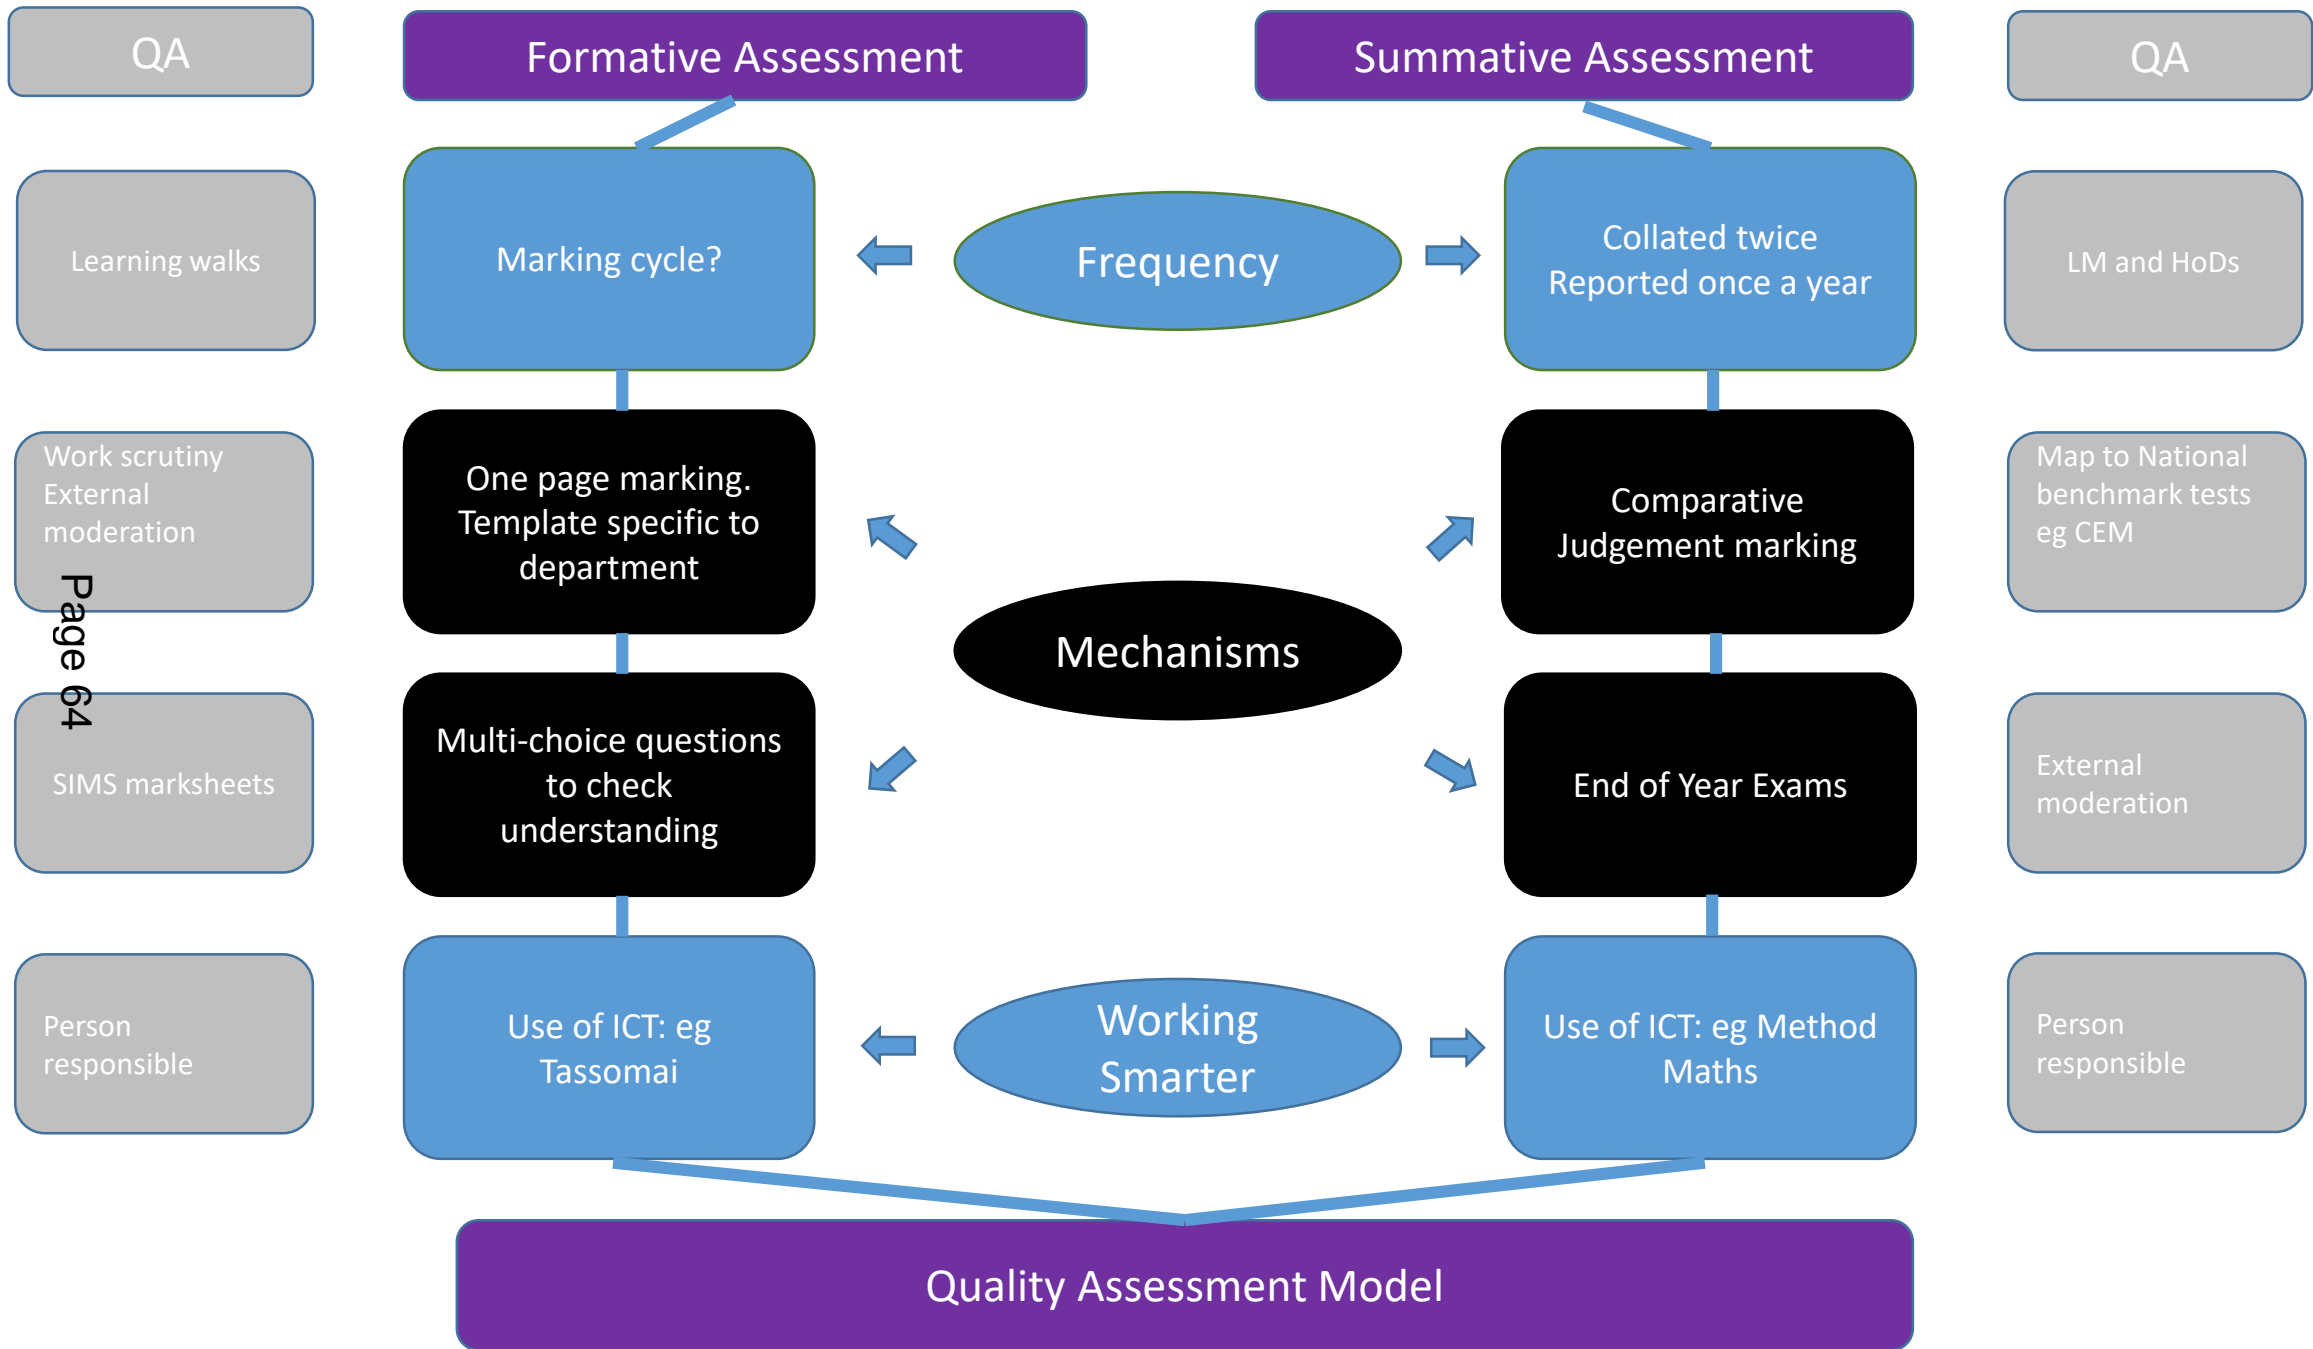 QA
Formative Assessment
Summative Assessment
QA
Learning walks
Marking cycle?
Frequency
Collated twice
Reported once a year
LM and HoDs
Work scrutiny
External
moderation
One page marking.
Template specific to
department
Comparative
Judgement marking
Map to National
benchmark tests
eg CEM
Page 64
Mechanisms
SIMS marksheets
Multi-choice questions
to check
understanding
End of Year Exams
External
moderation
Person
responsible
Use of ICT: eg
Tassomai
Working
Smarter
Use of ICT: eg Method
Maths
Person
responsible
Quality Assessment Model